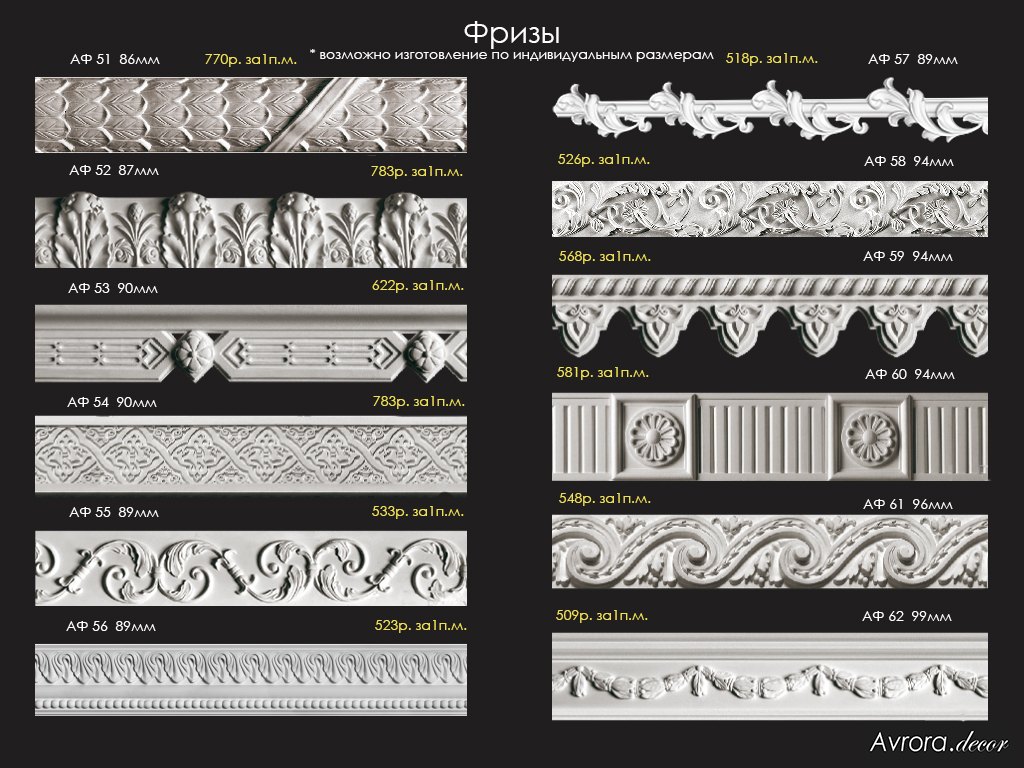 Фризы
* возможно изготовление по индивидуальным размерам
АФ 51 86мм 770р. за1п.м.
АФ 52 87мм 783р. за1п.м.
АФ 53 90мм 622р. за1п.м.
АФ 54 90мм 783р. за1п.м.
АФ 55 89мм 533р. за1п.м.
АФ 56 89мм 523р. за1п.м.
518р. за1п.м. АФ 57 89мм
526р. за1п.м. АФ 58 94мм
568р. за1п.м. АФ 59 94мм
581р. за1п.м. АФ 60 94мм
548р. за1п.м. АФ 61 96мм
509р. за1п.м. АФ 62 99мм
Avrora.decor